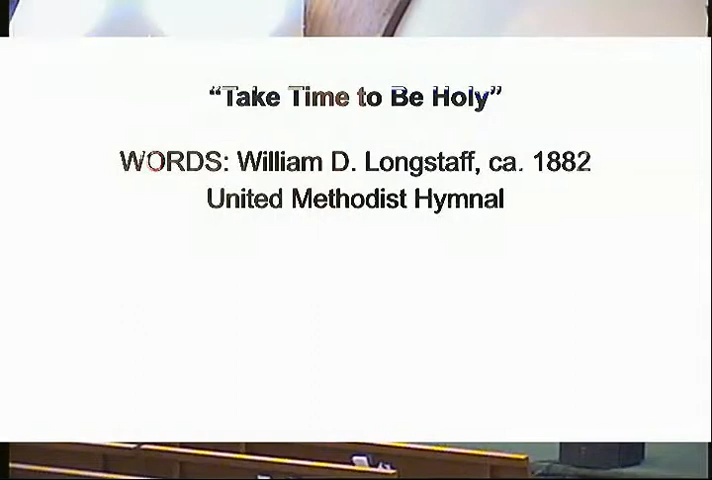 “Take Time to Be Holy”
WORDS: William D. Longstaff, ca. 1882
United Methodist Hymnal